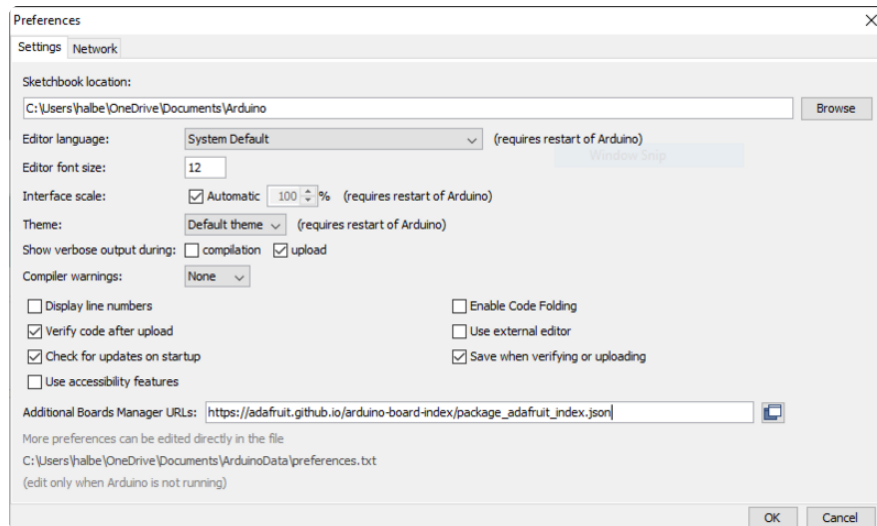 Preferences
Settings Network
Sketchbook location:
C:\Users\halbe\OneDrive\Documents\Arduino Browse
Editor language: System Default (requires restart of Arduino)
Window Snip
Editor font size: 12
Interface scale: Automatic 100 % (requires restart of Arduino)
Theme: Default theme (requires restart of Arduino)
Show verbose output during: compilation upload
Compiler warnings: None
Display line numbers Enable Code Folding
Verify code after upload Use external editor
Check for updates on startup Save when verifying or uploading
Use accessibility features
Additional Boards Manager URLs: https://adafruit.github.io/arduino-board-index/package_adafruit_index.json
More preferences can be edited directly in the file
C:\Users\halbe\OneDrive\Documents\ArduinoData\preferences.txt
(edit only when Arduino is not running)
OK Cancel